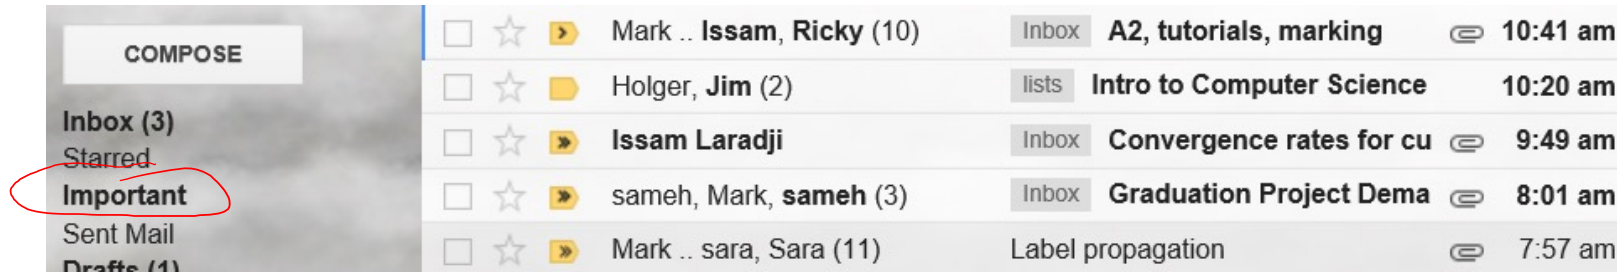 COMPOSE
Inbox (3)
Starred
Important
Sent Mail
Drafts (1)
Mark .. Issam, Ricky (10) Inbox A2, tutorials, marking 10:41 am
Holger, Jim (2) lists Intro to Computer Science 10:20 am
Issam Laradji Inbox Convergence rates for cu 9:49 am
sameh, Mark, sameh (3) Inbox Graduation Project Dema 8:01 am
Mark .. sara, Sara (11) Label propagation 7:57 am